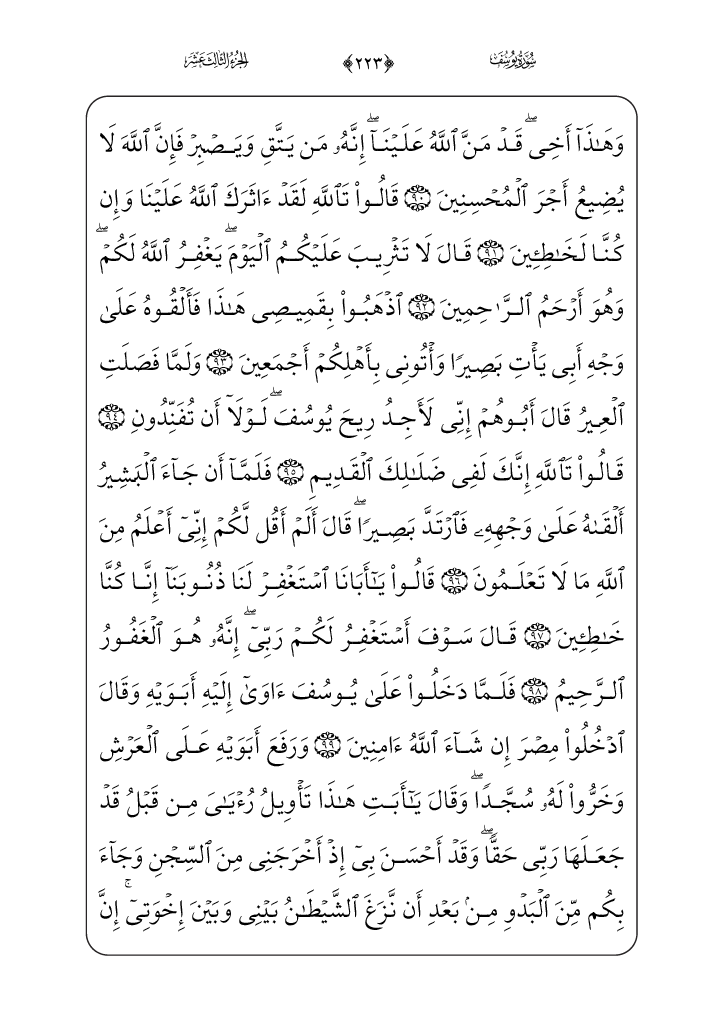 سُورَةُ يُوسُفَ ﴿٢٢٣﴾ الجُزءُ الثَّالِثَ عَشَرَ
وَهَٰذَآ أَخِىۖ قَدۡ مَنَّ ٱللَّهُ عَلَيۡنَآۖ إِنَّهُۥ مَن يَتَّقِ وَيَصۡبِرۡ فَإِنَّ ٱللَّهَ لَا
يُضِيعُ أَجۡرَ ٱلۡمُحۡسِنِينَ ٩٠ قَالُواْ تَٱللَّهِ لَقَدۡ ءَاثَرَكَ ٱللَّهُ عَلَيۡنَا وَإِن
كُنَّا لَخَٰطِـِٔينَ ٩١ قَالَ لَا تَثۡرِيبَ عَلَيۡكُمُ ٱلۡيَوۡمَۖ يَغۡفِرُ ٱللَّهُ لَكُمۡۖ
وَهُوَ أَرۡحَمُ ٱلرَّٰحِمِينَ ٩٢ ٱذۡهَبُواْ بِقَمِيصِى هَٰذَا فَأَلۡقُوهُ عَلَىٰ
وَجۡهِ أَبِى يَأۡتِ بَصِيرٗا وَأۡتُونِى بِأَهۡلِكُمۡ أَجۡمَعِينَ ٩٣ وَلَمَّا فَصَلَتِ
ٱلۡعِيرُ قَالَ أَبُوهُمۡ إِنِّى لَأَجِدُ رِيحَ يُوسُفَۖ لَوۡلَآ أَن تُفَنِّدُونِ ٩٤
قَالُواْ تَٱللَّهِ إِنَّكَ لَفِى ضَلَٰلِكَ ٱلۡقَدِيمِ ٩٥ فَلَمَّآ أَن جَآءَ ٱلۡبَشِيرُ
أَلۡقَىٰهُ عَلَىٰ وَجۡهِهِۦ فَٱرۡتَدَّ بَصِيرٗاۖ قَالَ أَلَمۡ أَقُل لَّكُمۡ إِنِّىٓ أَعۡلَمُ مِنَ
ٱللَّهِ مَا لَا تَعۡلَمُونَ ٩٦ قَالُواْ يَٰٓأَبَانَا ٱسۡتَغۡفِرۡ لَنَا ذُنُوبَنَآ إِنَّا كُنَّا
خَٰطِـِٔينَ ٩٧ قَالَ سَوۡفَ أَسۡتَغۡفِرُ لَكُمۡ رَبِّىٓۖ إِنَّهُۥ هُوَ ٱلۡغَفُورُ
ٱلرَّحِيمُ ٩٨ فَلَمَّا دَخَلُواْ عَلَىٰ يُوسُفَ ءَاوَىٰٓ إِلَيۡهِ أَبَوَيۡهِ وَقَالَ
ٱدۡخُلُواْ مِصۡرَ إِن شَآءَ ٱللَّهُ ءَامِنِينَ ٩٩ وَرَفَعَ أَبَوَيۡهِ عَلَى ٱلۡعَرۡشِ
وَخَرُّواْ لَهُۥ سُجَّدٗاۖ وَقَالَ يَٰٓأَبَتِ هَٰذَا تَأۡوِيلُ رُءۡيَٰىَ مِن قَبۡلُ قَدۡ
جَعَلَهَا رَبِّى حَقّٗاۖ وَقَدۡ أَحۡسَنَ بِىٓ إِذۡ أَخۡرَجَنِى مِنَ ٱلسِّجۡنِ وَجَآءَ
بِكُم مِّنَ ٱلۡبَدۡوِ مِنۢ بَعۡدِ أَن نَّزَغَ ٱلشَّيۡطَٰنُ بَيۡنِى وَبَيۡنَ إِخۡوَتِىٓۚ إِنَّ